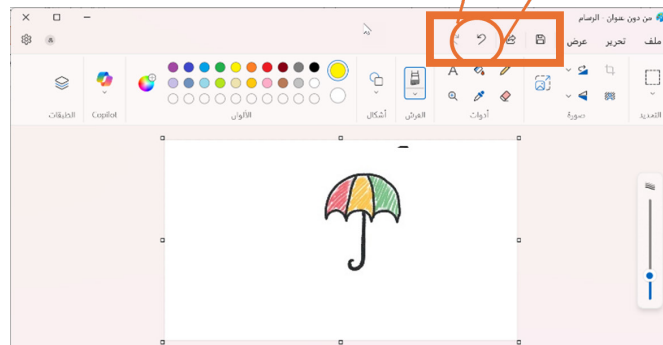 من دون عنوان - الرسام
ملف تحرير عرض
A
التحديد صورة أدوات الفرش أشكال الألوان Copilot الطبقات